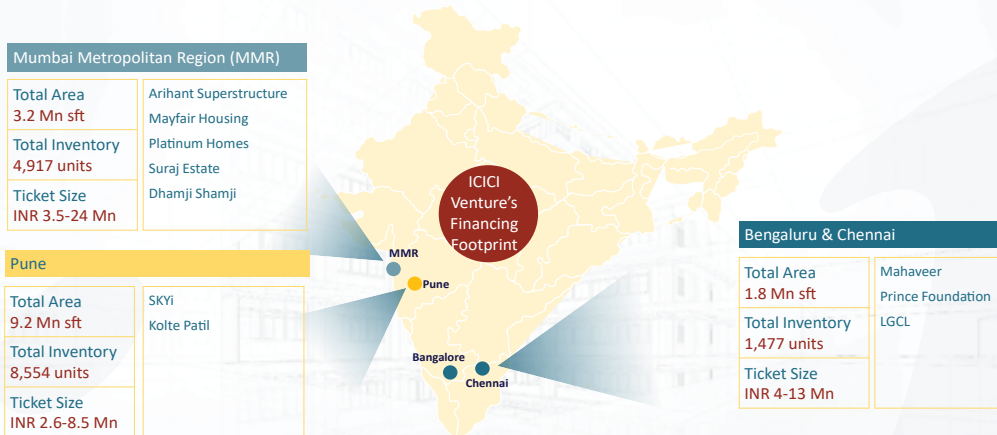 Mumbai Metropolitan Region (MMR)
Total Area
3.2 Mn sft
Total Inventory
4,917 units
Ticket Size
INR 3.5-24 Mn
Arihant Superstructure
Mayfair Housing
Platinum Homes
Suraj Estate
Dhamji Shamji
Pune
Total Area
9.2 Mn sft
Total Inventory
8,554 units
Ticket Size
INR 2.6-8.5 Mn
SKYi
Kolte Patil
ICICI
Venture’s
Financing
Footprint
MMR
Pune
Bangalore
Chennai
Bengaluru & Chennai
Total Area
1.8 Mn sft
Total Inventory
1,477 units
Ticket Size
INR 4-13 Mn
Mahaveer
Prince Foundation
LGCL